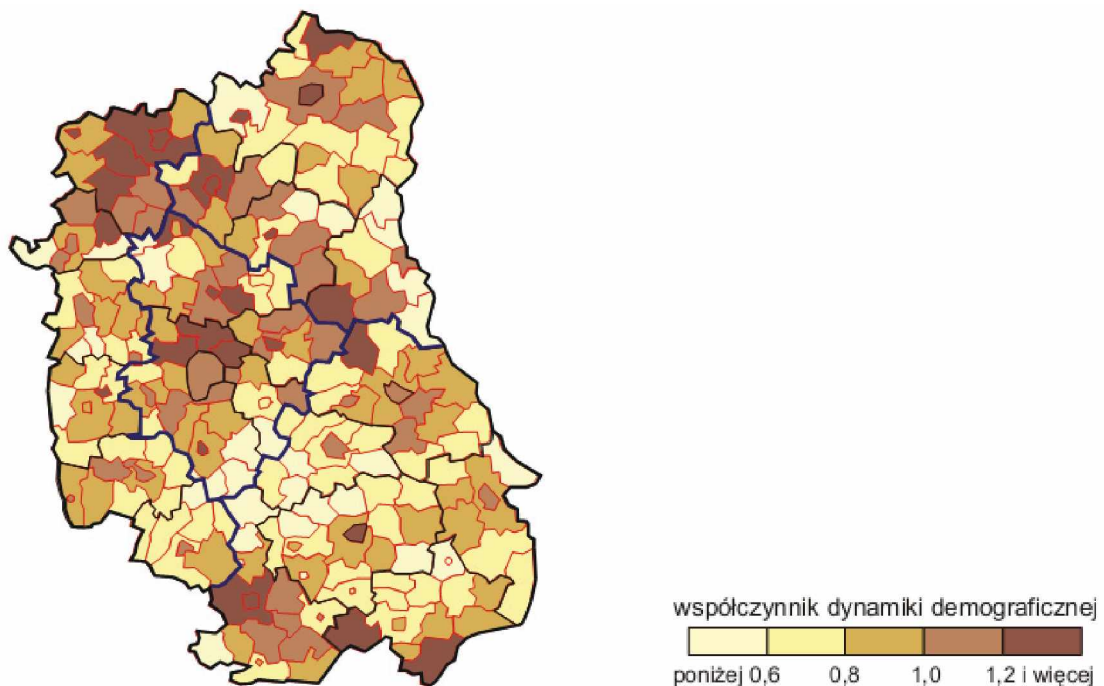 współczynnik dynamiki demograficznej
poniżej 0,6 0,8 1,0 1,2 i więcej